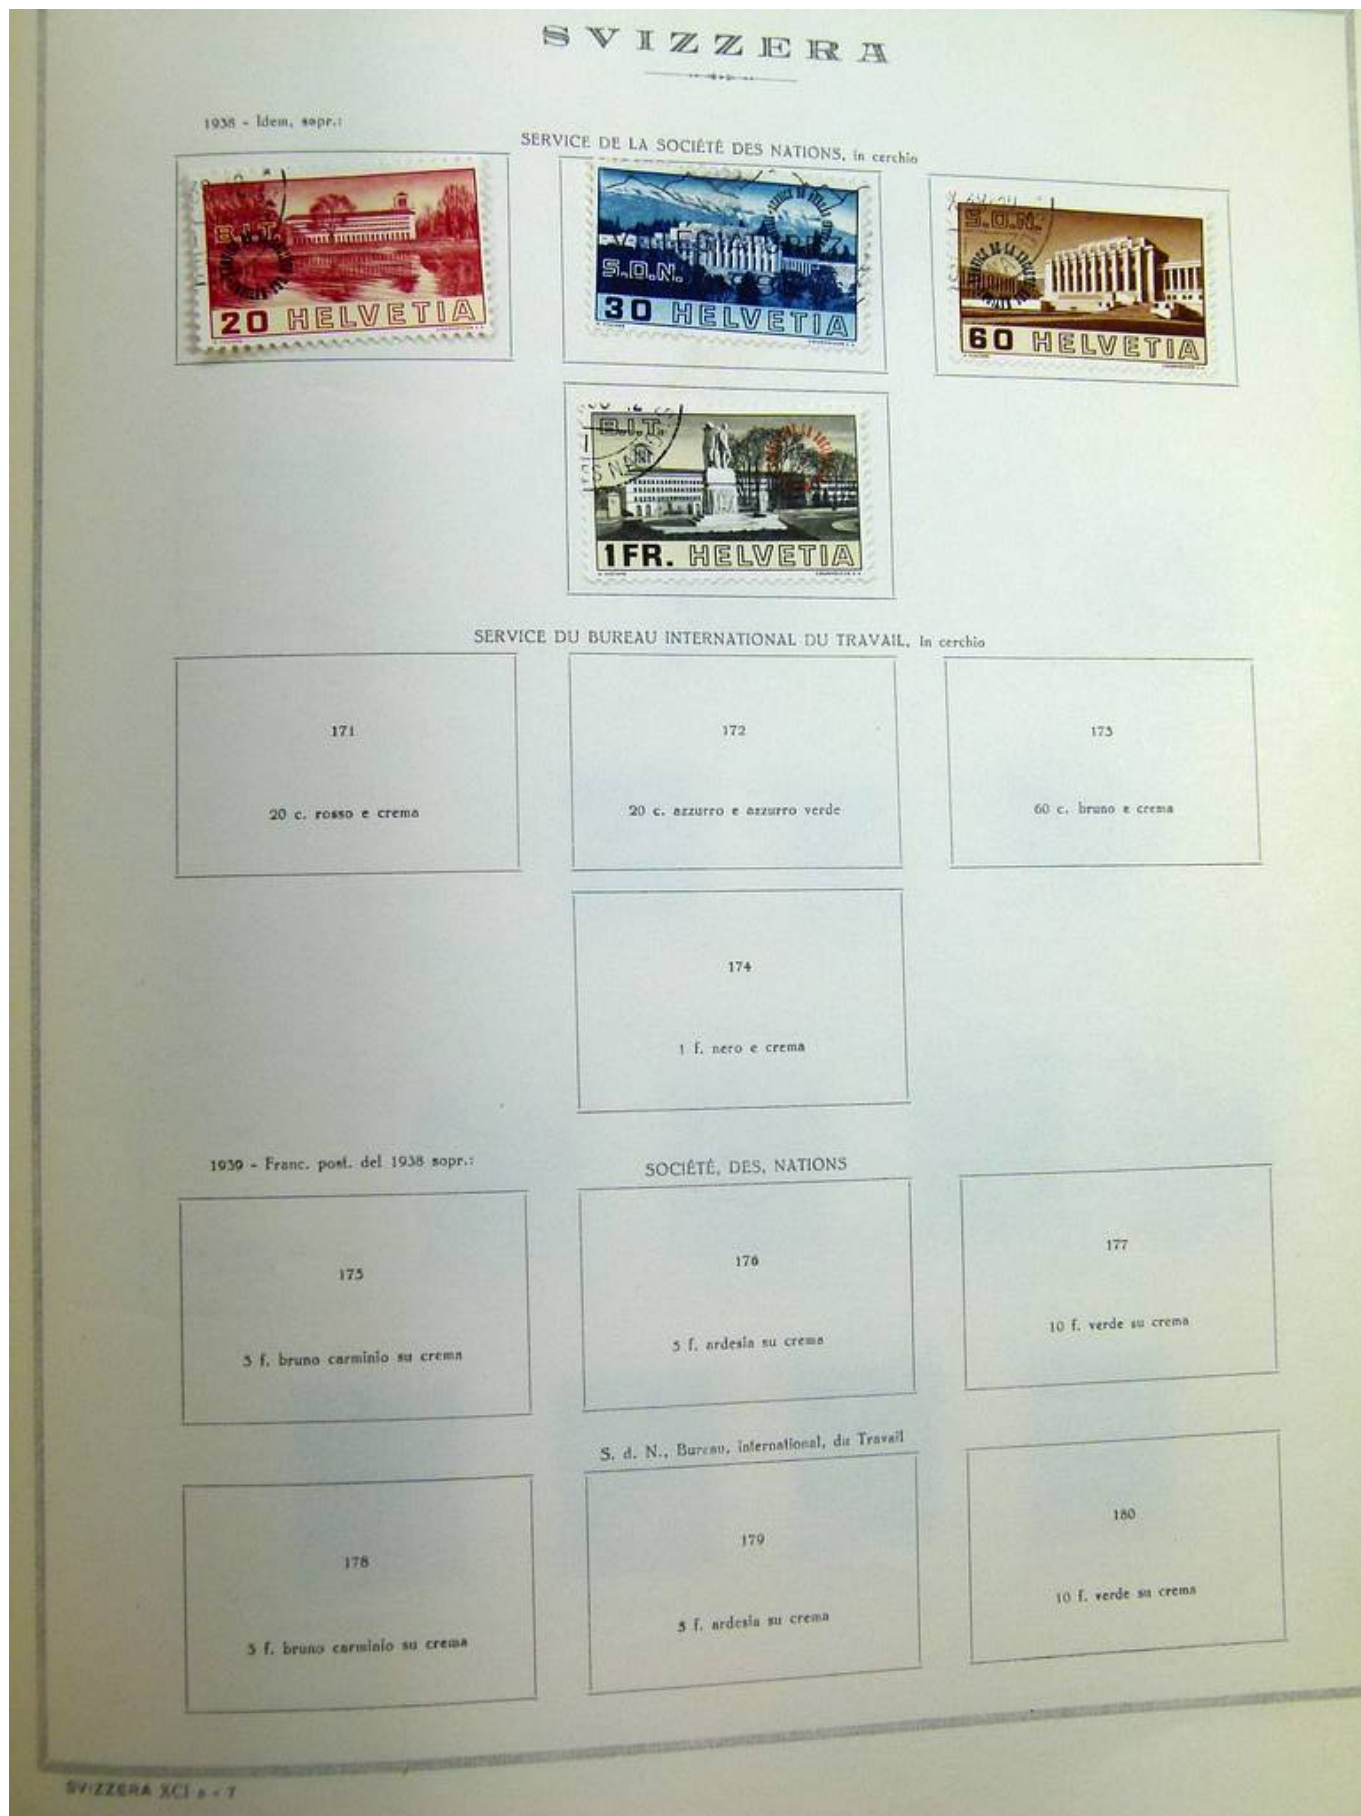 SVIZZERA
1938 - Idem, sopr.:
SERVICE DE LA SOCIÉTÉ DES NATIONS, in cerchio
B.I.T.
20 HELVETIA
S.D.N.
30 HELVETIA
S.D.N.
60 HELVETIA
B.I.T.
1 FR. HELVETIA
SERVICE DU BUREAU INTERNATIONAL DU TRAVAIL, in cerchio
171
20 c. rosso e crema
172
20 c. azzurro e azzurro verde
173
60 c. bruno e crema
174
1 f. nero e crema
1939 - Franc. post. del 1938 sopr.:
SOCIÉTÉ, DES, NATIONS
175
3 f. bruno carminio su crema
176
5 f. ardesia su crema
177
10 f. verde su crema
S. d. N., Bureau, international, du Travail
178
3 f. bruno carminio su crema
179
5 f. ardesia su crema
180
10 f. verde su crema
SVIZZERA XCI a - 7